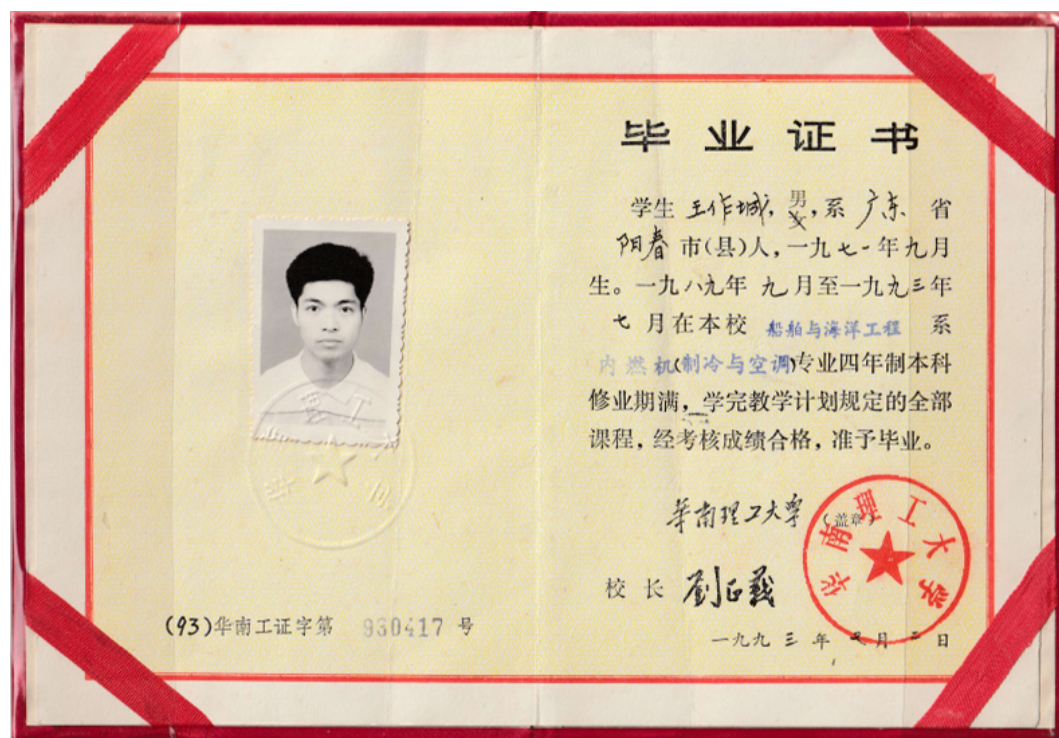 毕业证书
学生 王作城, 男女, 系 广东 省
阳春 市(县)人, 一九七一年九月
生。一九八九年 九月至一九九三年
七月在本校 船舶与海洋工程 系
内燃机(制冷与空调)专业四年制本科
修业期满, 学完教学计划规定的全部
课程, 经考核成绩合格, 准予毕业。
华南理工大学 (盖章)
华南理工大学
校长 劉正義
一九九三年 月 日
(93)华南工证字第 930417 号